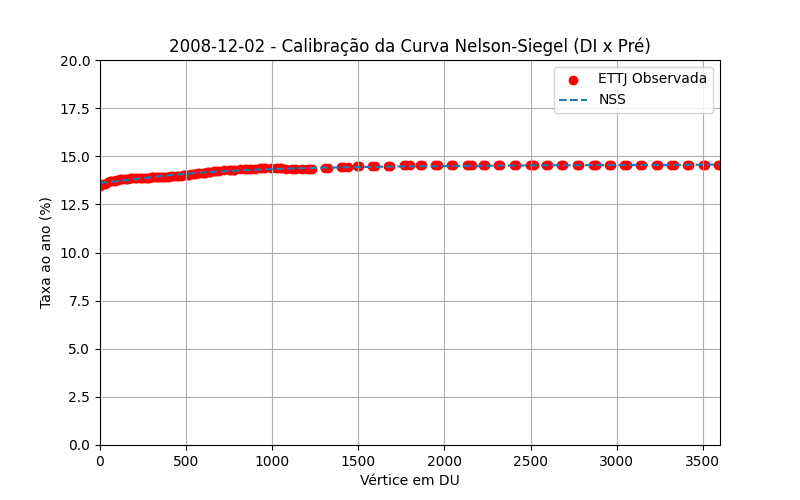 2008-12-02 - Calibração da Curva Nelson-Siegel (DI x Pré)
ETTJ Observada
NSS
Taxa ao ano (%)
20.0
17.5
15.0
12.5
10.0
7.5
5.0
2.5
0.0
0 500 1000 1500 2000 2500 3000 3500
Vértice em DU